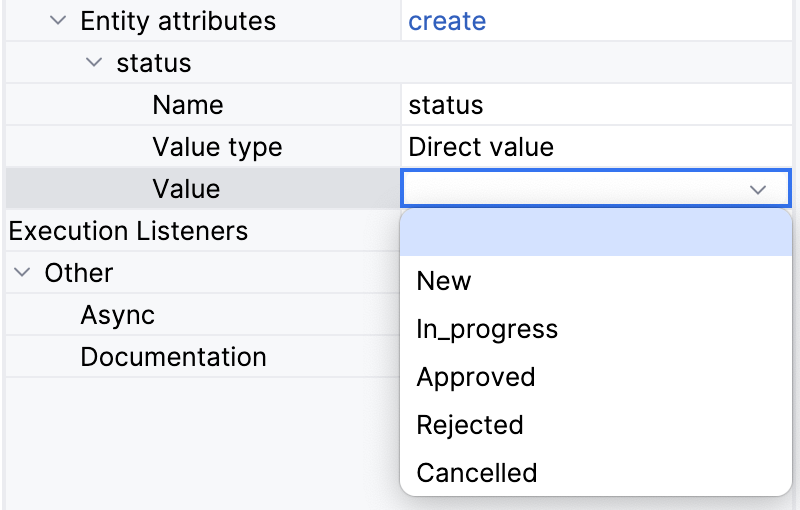 Entity attributes create
status
Name status
Value type Direct value
Value
Execution Listeners
Other
Async
Documentation
New
In_progress
Approved
Rejected
Cancelled